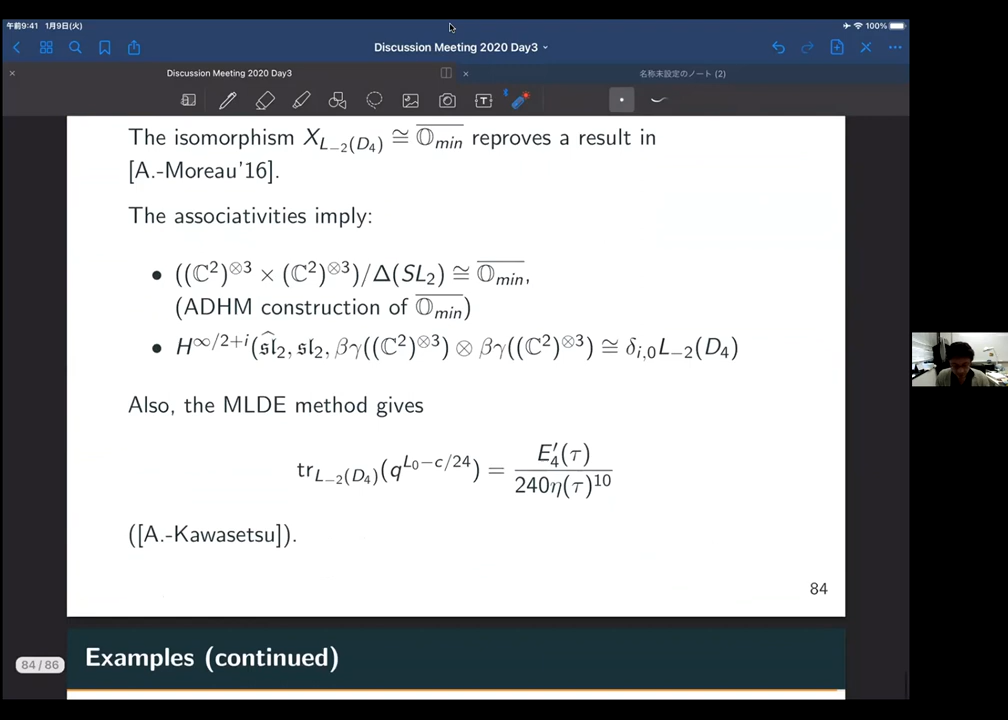 午前9:41 1月9日(火)
100%
Discussion Meeting 2020 Day3
Discussion Meeting 2020 Day3
名称未設定のノート (2)
The isomorphism X_{L_{-2}(D_4)} ≅ \overline{𝕆_{min}} reproves a result in
[A.-Moreau'16].
The associativities imply:
• ((ℂ^2)^{⊗3} × (ℂ^2)^{⊗3})/Δ(SL_2) ≅ \overline{𝕆_{min}},
(ADHM construction of \overline{𝕆_{min}})
• H^{∞/2+i}(\widehat{𝔰𝔩}_2, 𝔰𝔩_2, βγ((ℂ^2)^{⊗3}) ⊗ βγ((ℂ^2)^{⊗3}) ≅ δ_{i,0}L_{-2}(D_4)
Also, the MLDE method gives
tr_{L_{-2}(D_4)}(q^{L_0-c/24}) = \frac{E'_4(τ)}{240η(τ)^{10}}
([A.-Kawasetsu]).
84
84 / 86
Examples (continued)